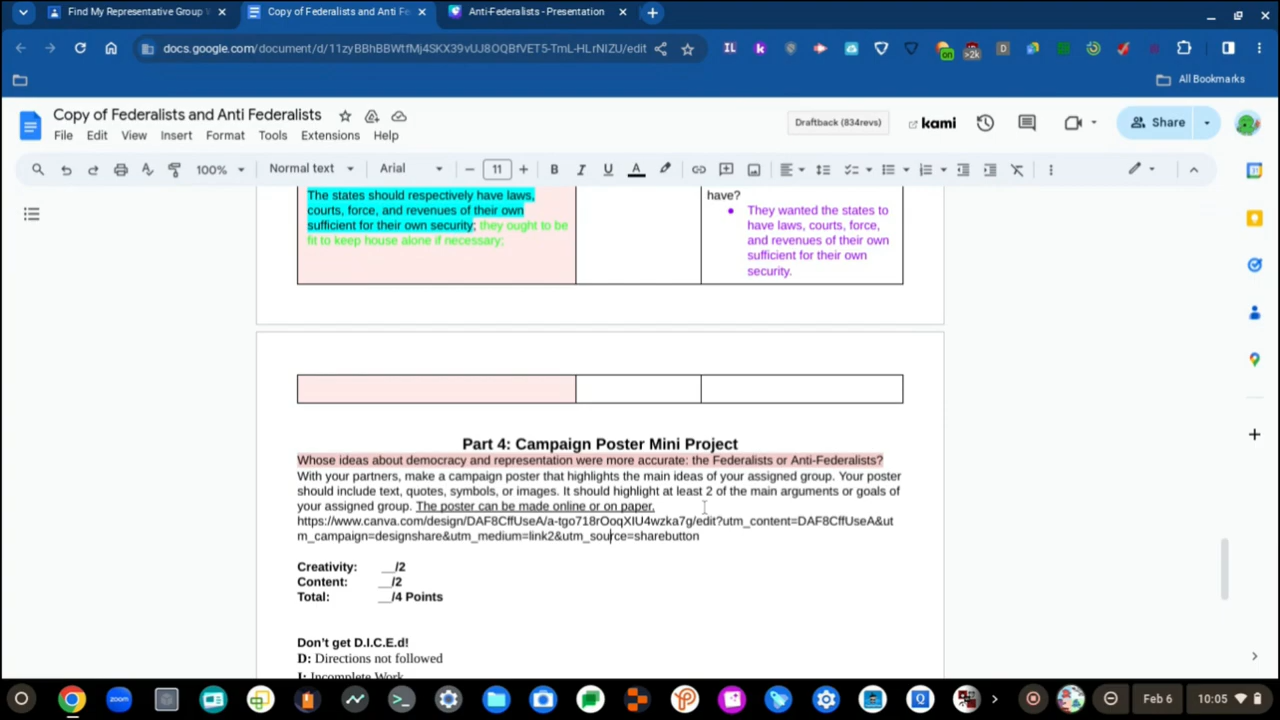 Find My Representative Group
Copy of Federalists and Anti Fe
Anti-Federalists - Presentation
docs.google.com/document/d/11zyBBhBBWtfMj4SKX39vUJ8OQBfVET5-TmL-HLrNIZU/edit
IL
k
on
>2k
D
All Bookmarks
Copy of Federalists and Anti Federalists
File Edit View Insert Format Tools Extensions Help
Draftback (834revs)
kami
Share
100%
Normal text
Arial
11
B I U A
The states should respectively have laws,
courts, force, and revenues of their own
sufficient for their own security; they ought to be
fit to keep house alone if necessary;
have?
They wanted the states to
have laws, courts, force,
and revenues of their own
sufficient for their own
security.
Part 4: Campaign Poster Mini Project
Whose ideas about democracy and representation were more accurate: the Federalists or Anti-Federalists?
With your partners, make a campaign poster that highlights the main ideas of your assigned group. Your poster
should include text, quotes, symbols, or images. It should highlight at least 2 of the main arguments or goals of
your assigned group. The poster can be made online or on paper.
https://www.canva.com/design/DAF8CffUseA/a-tgo718rOoqXIU4wzka7g/edit?utm_content=DAF8CffUseA&ut
m_campaign=designshare&utm_medium=link2&utm_source=sharebutton
Creativity: __/2
Content: __/2
Total: __/4 Points
Don't get D.I.C.E.d!
D: Directions not followed
I: Incomplete Work
zoom
Feb 6
10:05